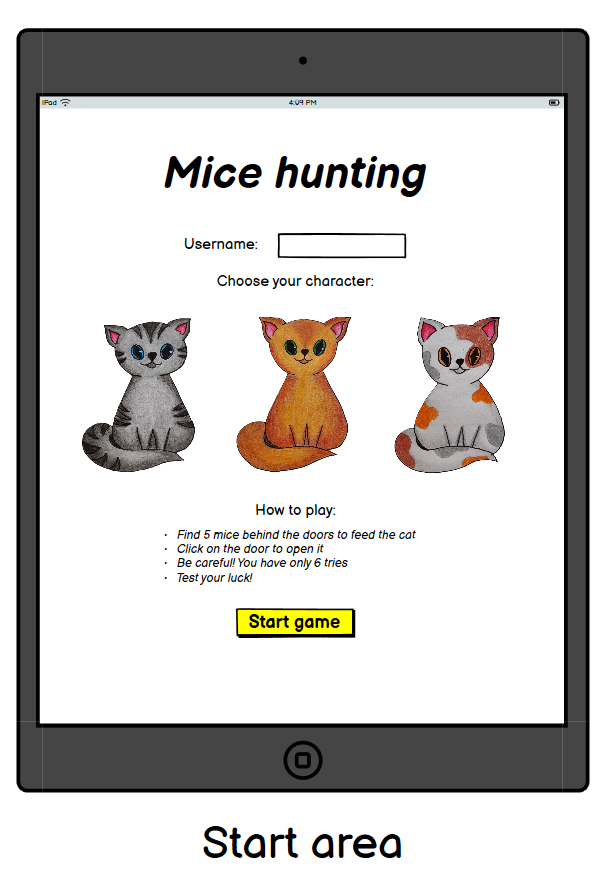 iPad 4:09 PM
Mice hunting
Username:
Choose your character:
How to play:
· Find 5 mice behind the doors to feed the cat
· Click on the door to open it
· Be careful! You have only 6 tries
· Test your luck!
Start game
Start area